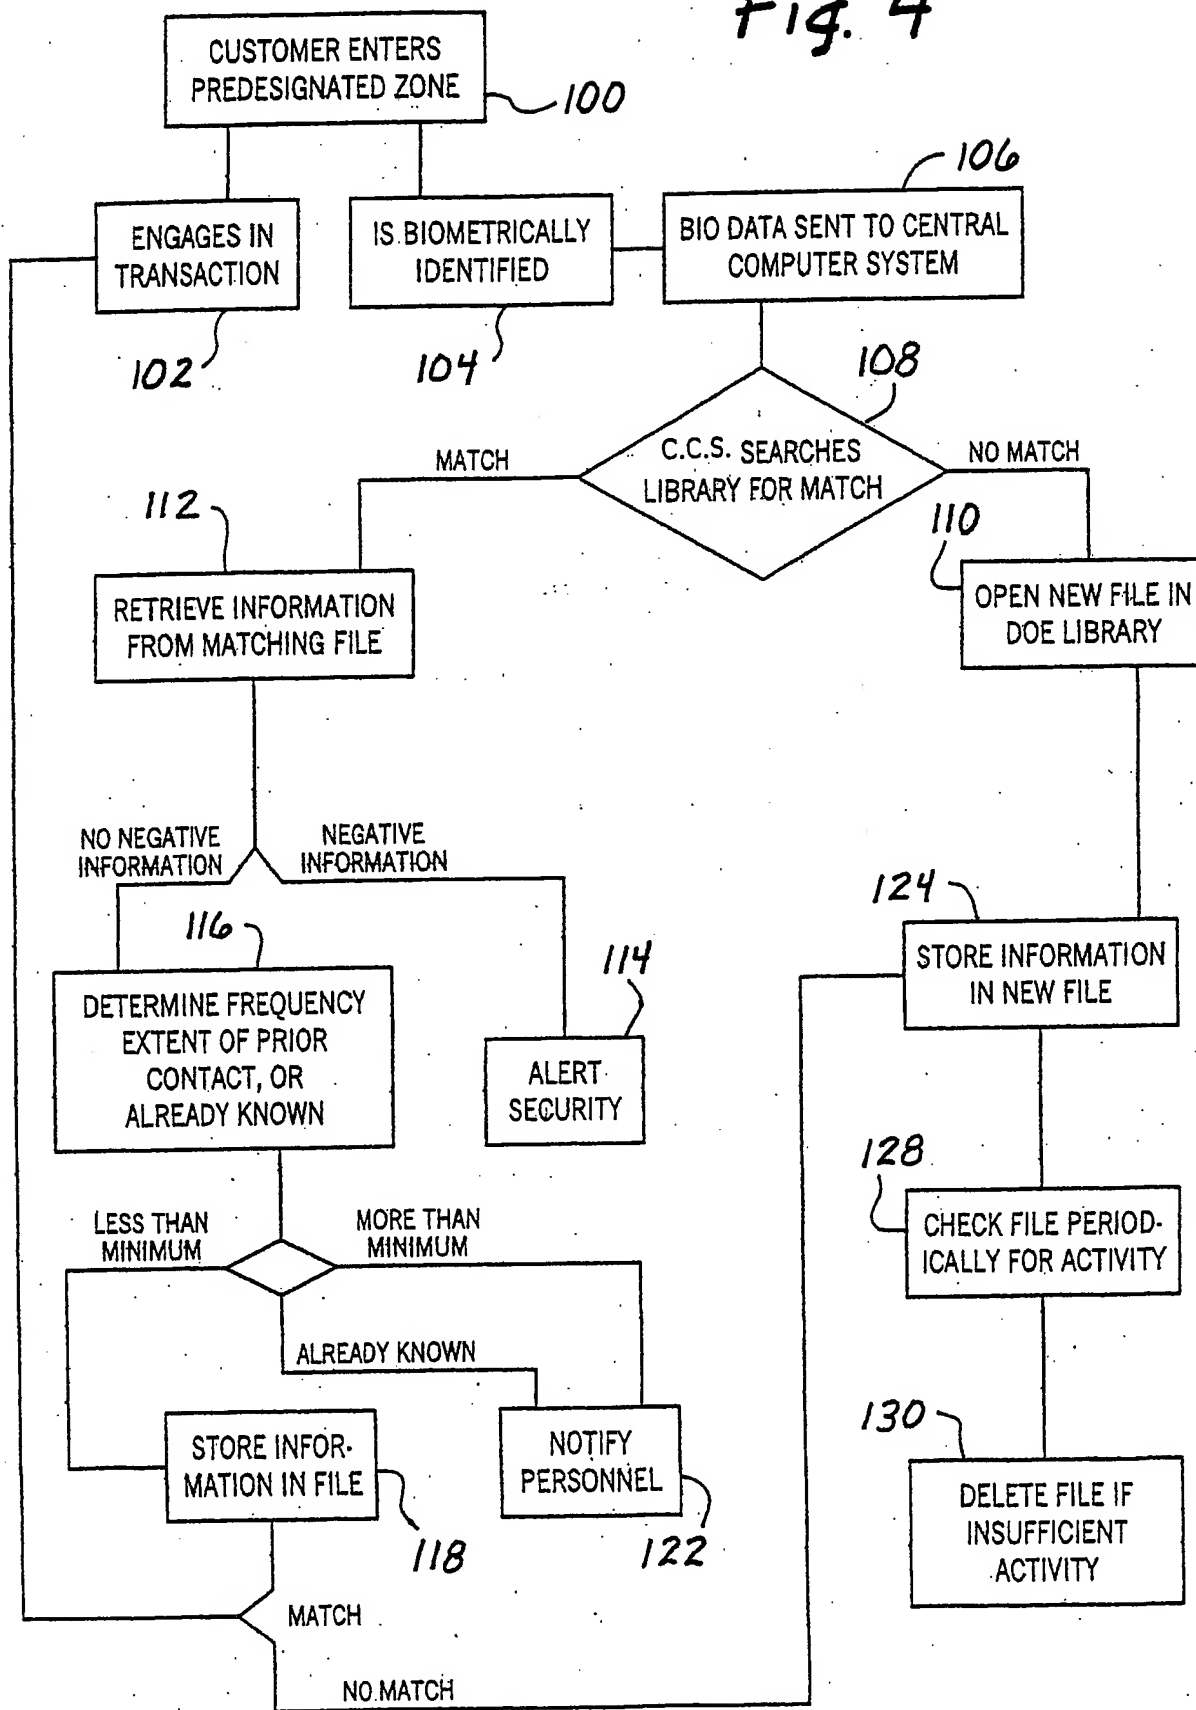 Fig. 4
CUSTOMER ENTERS
PREDESIGNATED ZONE
100
ENGAGES IN
TRANSACTION
102
IS BIOMETRICALLY
IDENTIFIED
104
106
BIO DATA SENT TO CENTRAL
COMPUTER SYSTEM
108
C.C.S. SEARCHES
LIBRARY FOR MATCH
MATCH
NO MATCH
112
RETRIEVE INFORMATION
FROM MATCHING FILE
110
OPEN NEW FILE IN
DOE LIBRARY
NO NEGATIVE
INFORMATION
NEGATIVE
INFORMATION
116
DETERMINE FREQUENCY
EXTENT OF PRIOR
CONTACT, OR
ALREADY KNOWN
114
ALERT
SECURITY
124
STORE INFORMATION
IN NEW FILE
LESS THAN
MINIMUM
MORE THAN
MINIMUM
ALREADY KNOWN
128
CHECK FILE PERIOD-
ICALLY FOR ACTIVITY
STORE INFOR-
MATION IN FILE
118
NOTIFY
PERSONNEL
122
130
DELETE FILE IF
INSUFFICIENT
ACTIVITY
MATCH
NO MATCH